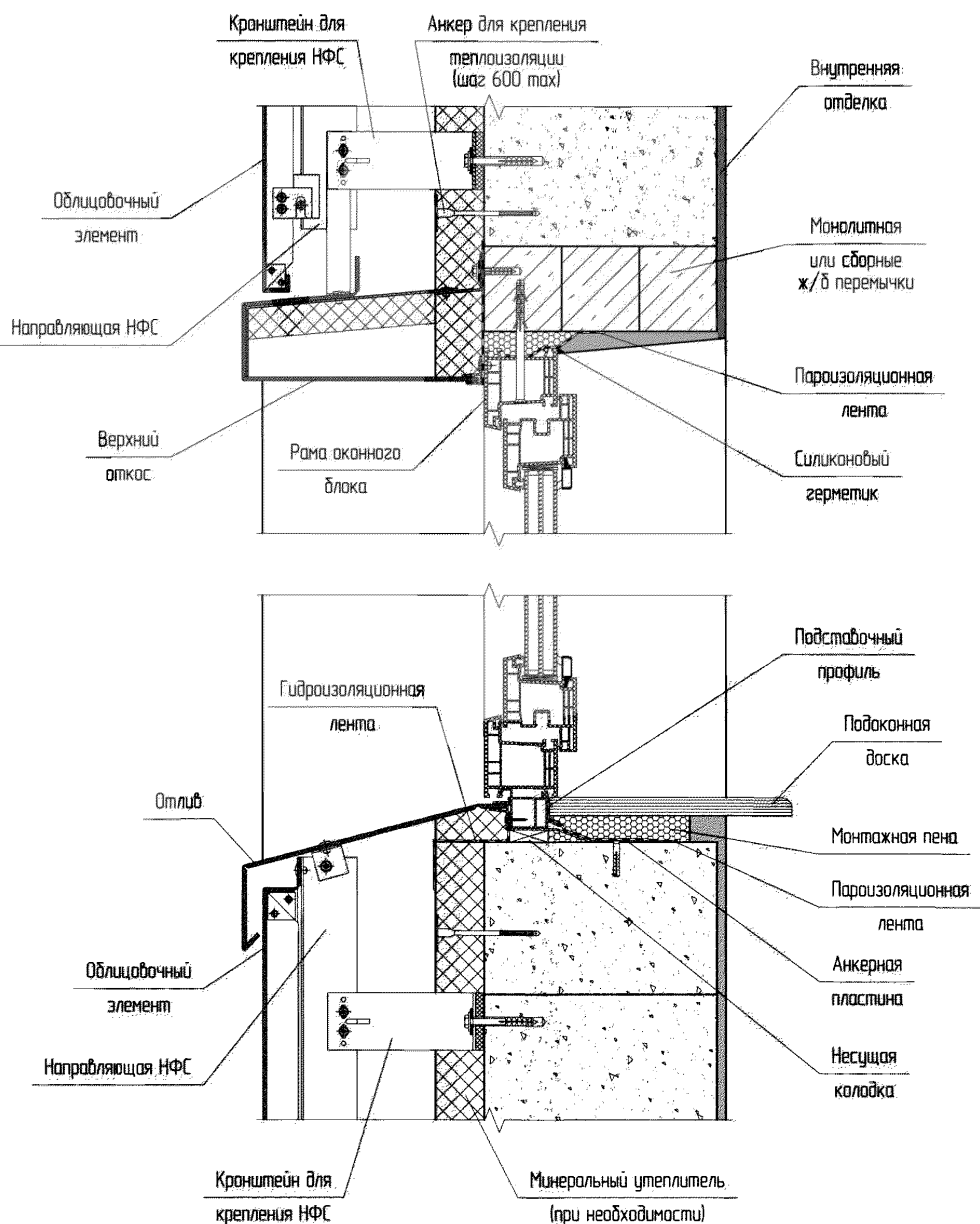 Кронштейн для
крепления НФС
Анкер для крепления
теплоизоляции
(шаг 600 max)
Внутренняя
отделка
Облицовочный
элемент
Монолитная
или сборные
ж/б перемычки
Направляющая НФС
Пароизоляционная
лента
Верхний
откос
Рама оконного
блока
Силиконовый
герметик
Подставочный
профиль
Гидроизоляционная
лента
Подоконная
доска
Отлив
Монтажная пена
Пароизоляционная
лента
Облицовочный
элемент
Анкерная
пластина
Направляющая НФС
Несущая
колодка
Кронштейн для
крепления НФС
Минеральный утеплитель
(при необходимости)